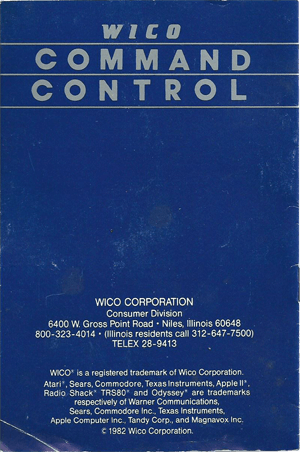 WICO
COMMAND
CONTROL
WICO CORPORATION
Consumer Division
6400 W. Gross Point Road • Niles, Illinois 60648
800-323-4014 • (Illinois residents call 312-647-7500)
TELEX 28-9413
WICO® is a registered trademark of Wico Corporation.
Atari®, Sears, Commodore, Texas Instruments, Apple II®,
Radio Shack® TRS80® and Odyssey® are trademarks
respectively of Warner Communications,
Sears, Commodore Inc., Texas Instruments,
Apple Computer Inc., Tandy Corp., and Magnavox Inc.
© 1982 Wico Corporation.